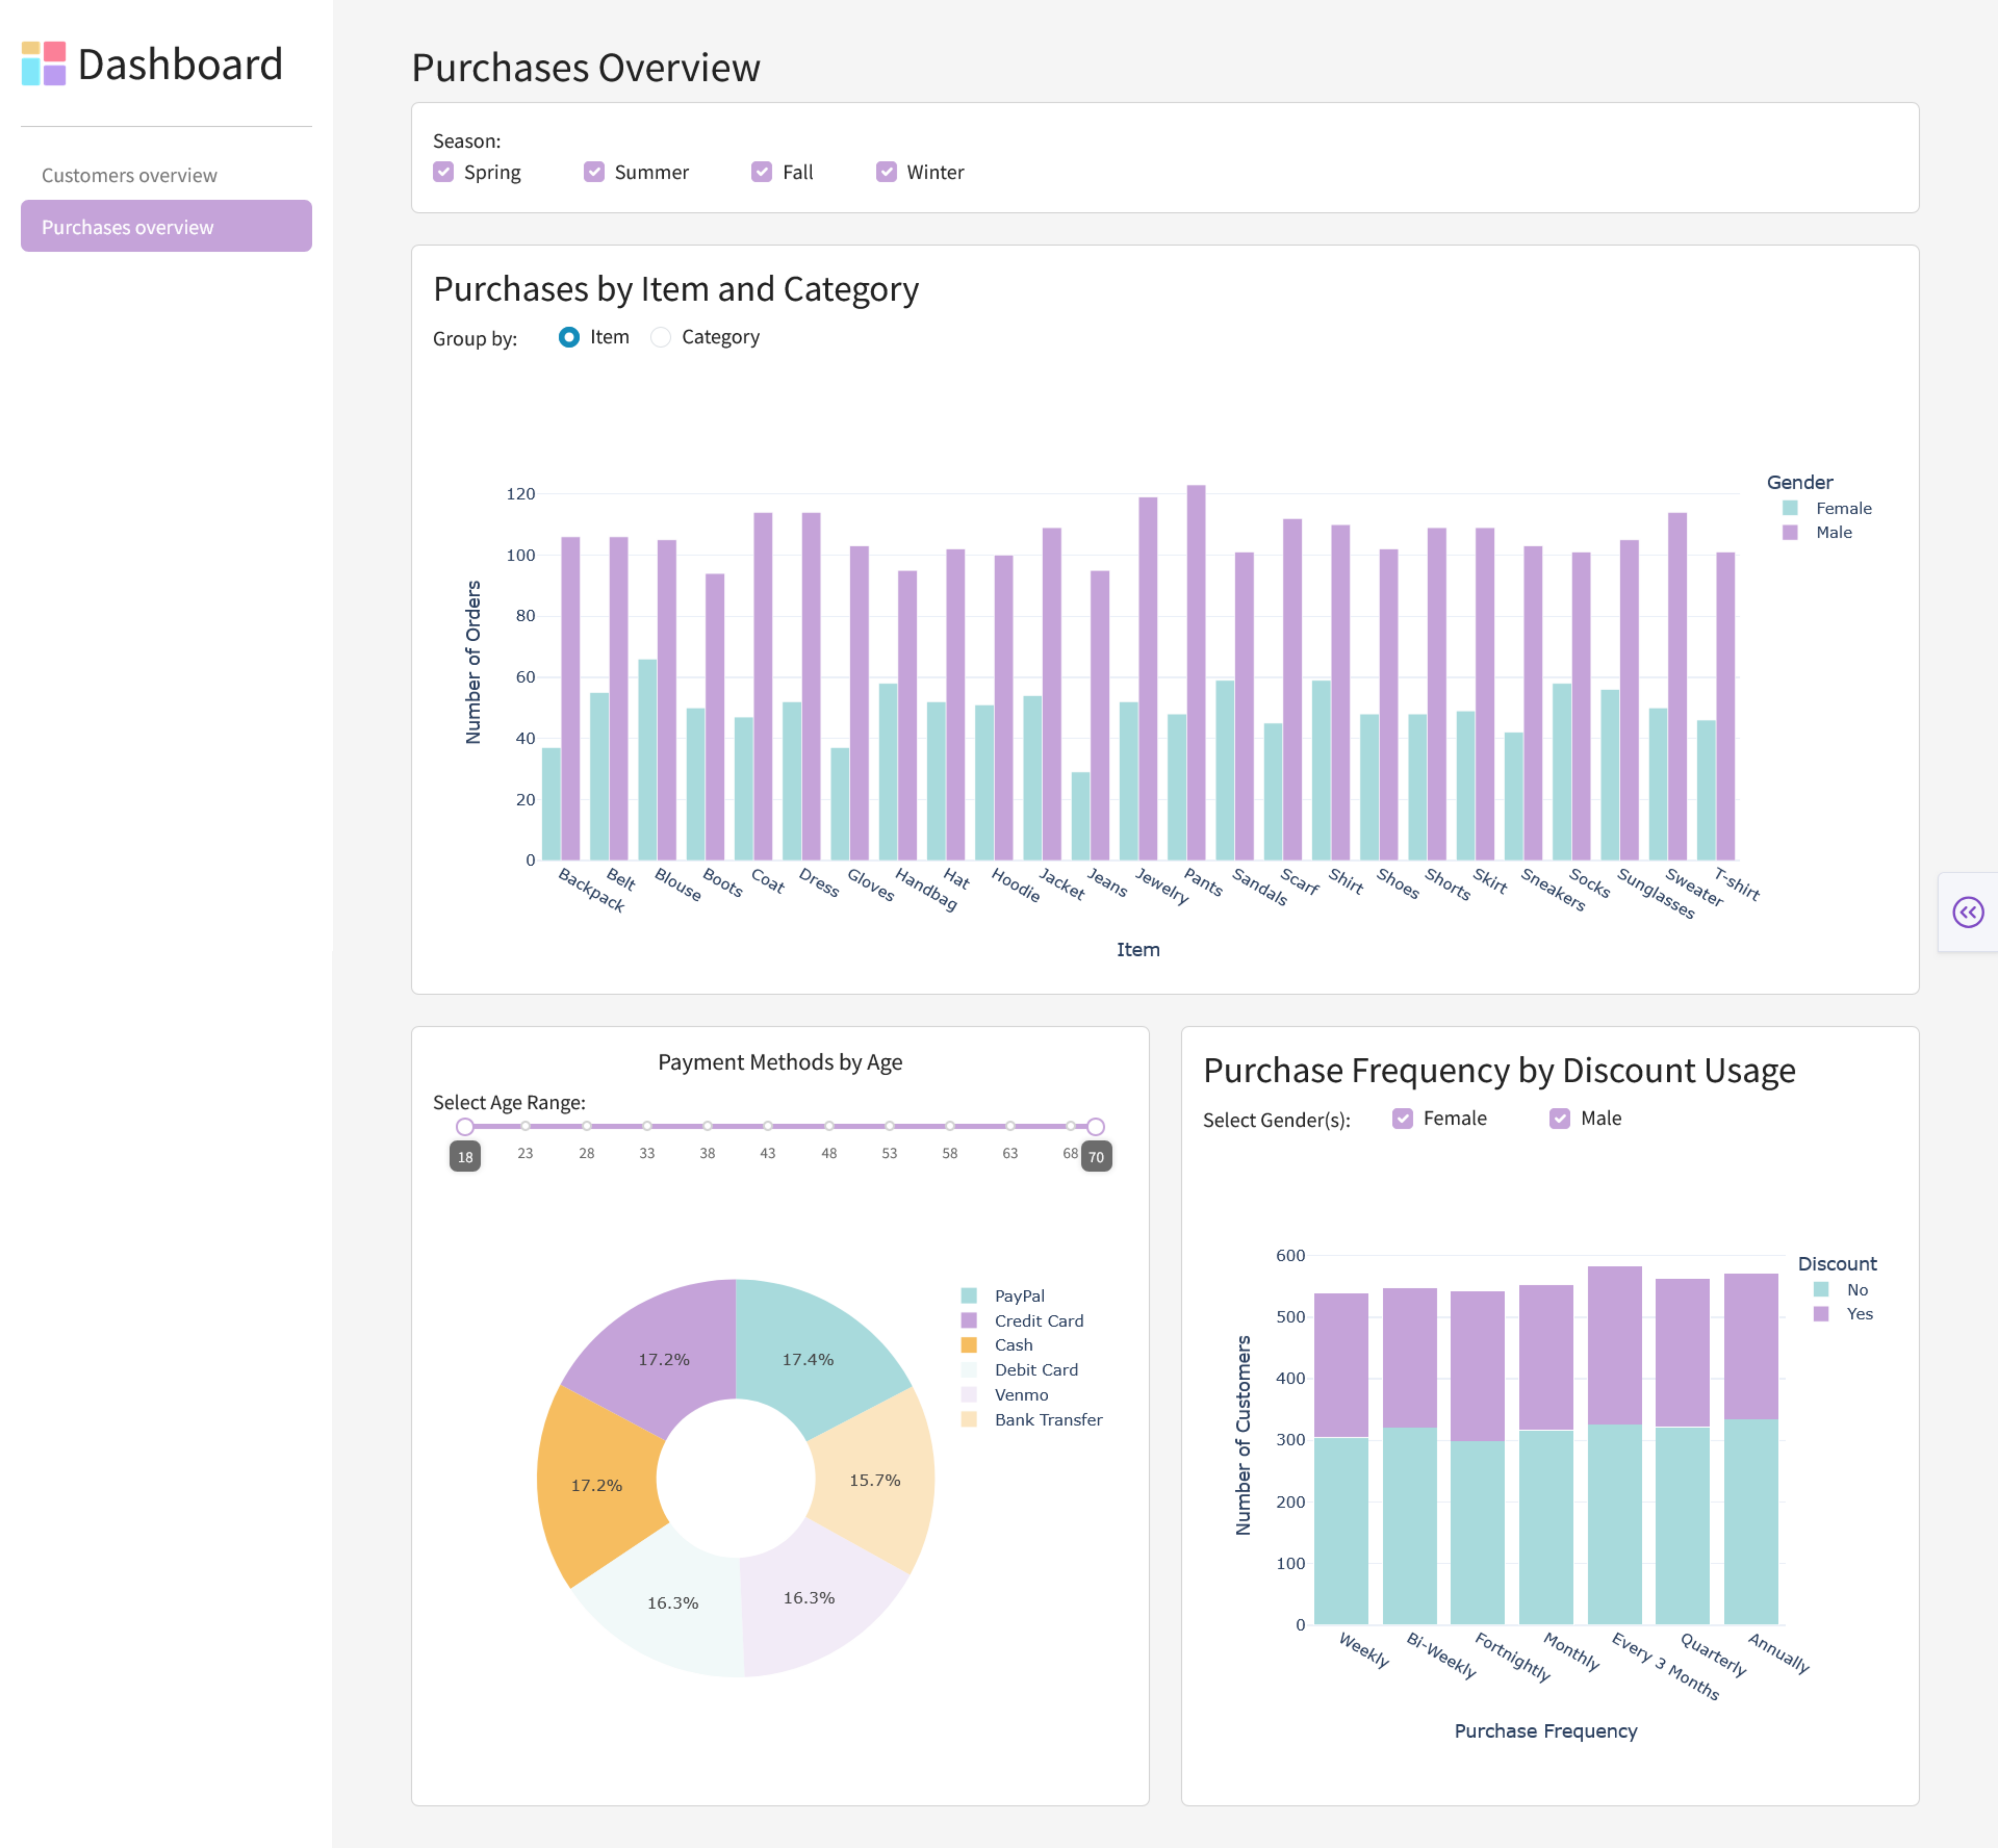 Dashboard
Customers overview
Purchases overview
Purchases Overview
Season:
Spring Summer Fall Winter
Purchases by Item and Category
Group by: Item Category
Number of Orders
120
100
80
60
40
20
0
Backpack Belt Blouse Boots Coat Dress Gloves Handbag Hat Hoodie Jacket Jeans Jewelry Pants Sandals Scarf Shirt Shoes Shorts Skirt Sneakers Socks Sunglasses Sweater T-shirt
Item
Gender
Female
Male
Payment Methods by Age
Select Age Range:
18 23 28 33 38 43 48 53 58 63 68 70
17.2% 17.4%
17.2% 15.7%
16.3% 16.3%
PayPal
Credit Card
Cash
Debit Card
Venmo
Bank Transfer
Purchase Frequency by Discount Usage
Select Gender(s): Female Male
Number of Customers
600
500
400
300
200
100
0
Weekly Bi-Weekly Fortnightly Monthly Every 3 Months Quarterly Annually
Purchase Frequency
Discount
No
Yes